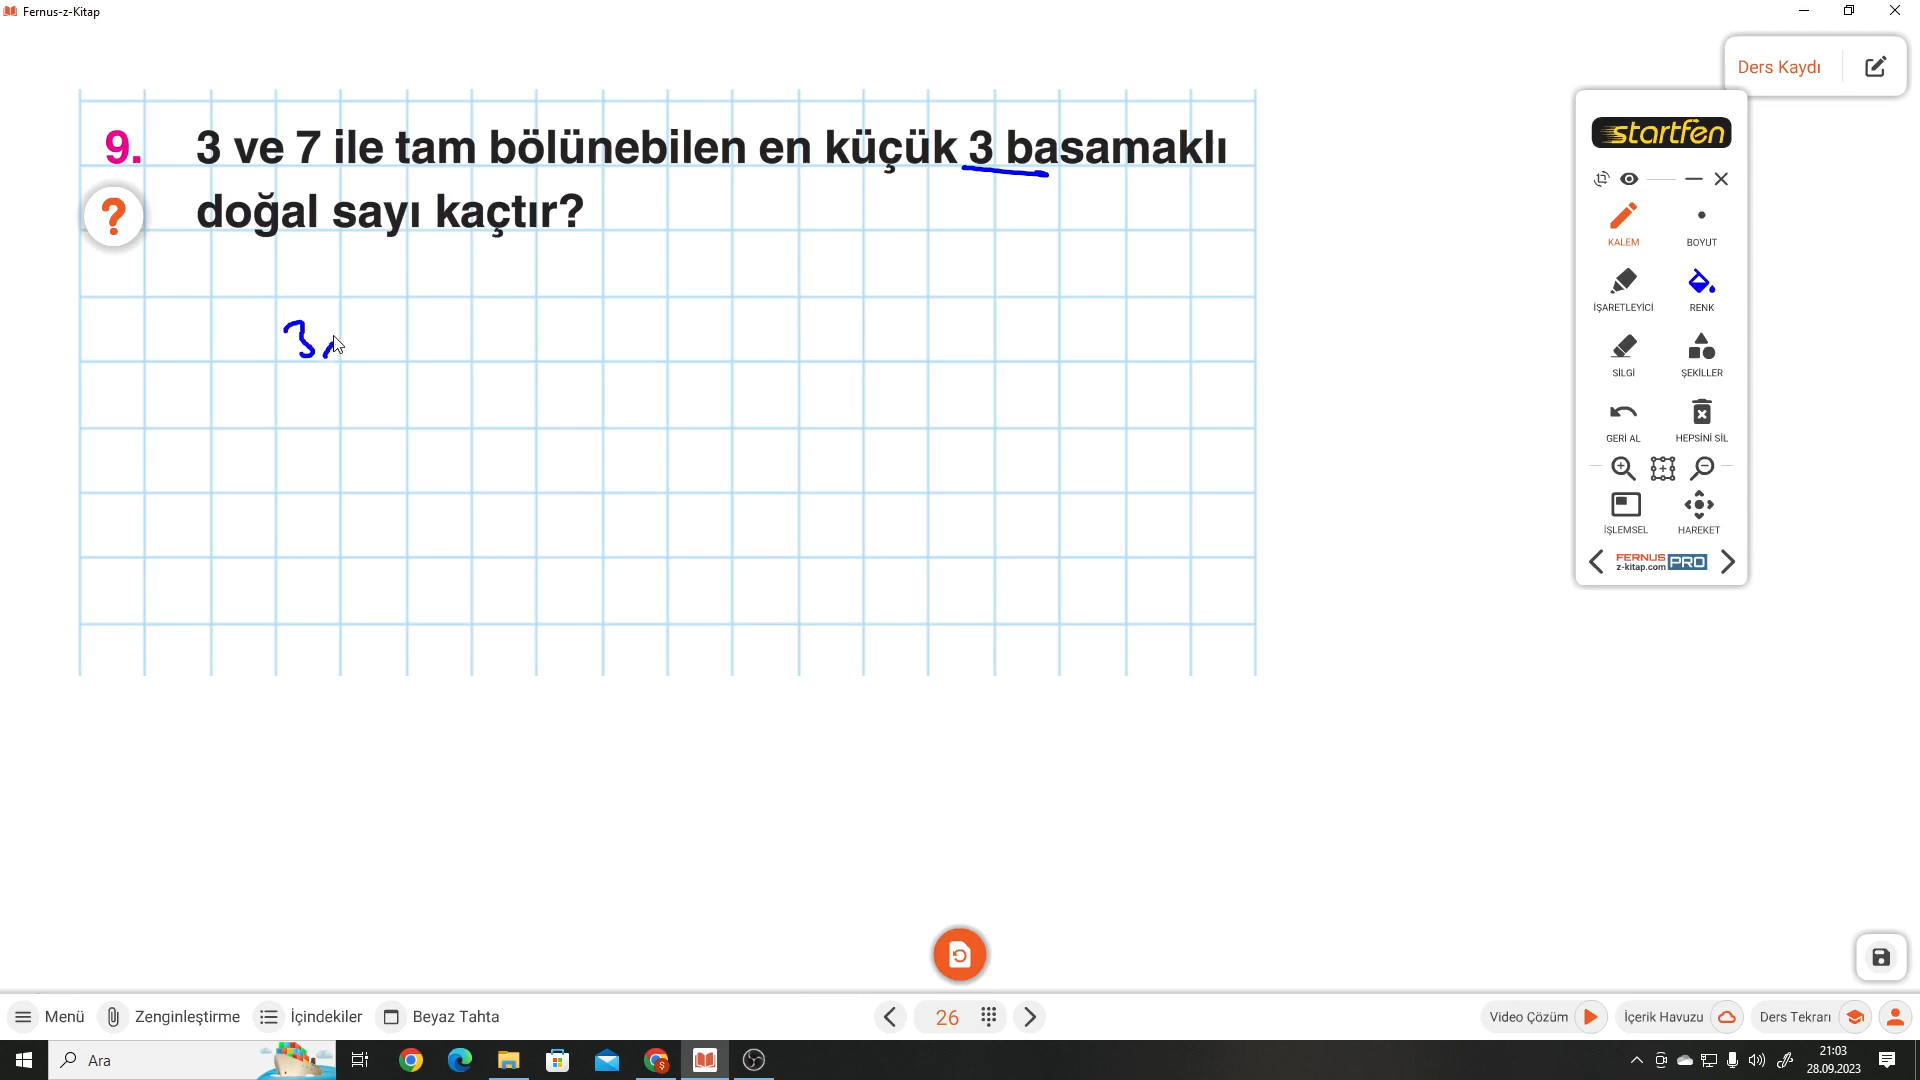 Fernus-z-Kitap
Ders Kaydı
9. 3 ve 7 ile tam bölünebilen en küçük 3 basamaklı
doğal sayı kaçtır?
?
3,
startfen
KALEM BOYUT
İŞARETLEYİCİ RENK
SİLGİ ŞEKİLLER
GERİ AL HEPSİNİ SİL
İŞLEMSEL HAREKET
FERNUS PRO
z-kitap.com
Menü Zenginleştirme İçindekiler Beyaz Tahta 26 Video Çözüm İçerik Havuzu Ders Tekrarı
Ara
21:03
28.09.2023